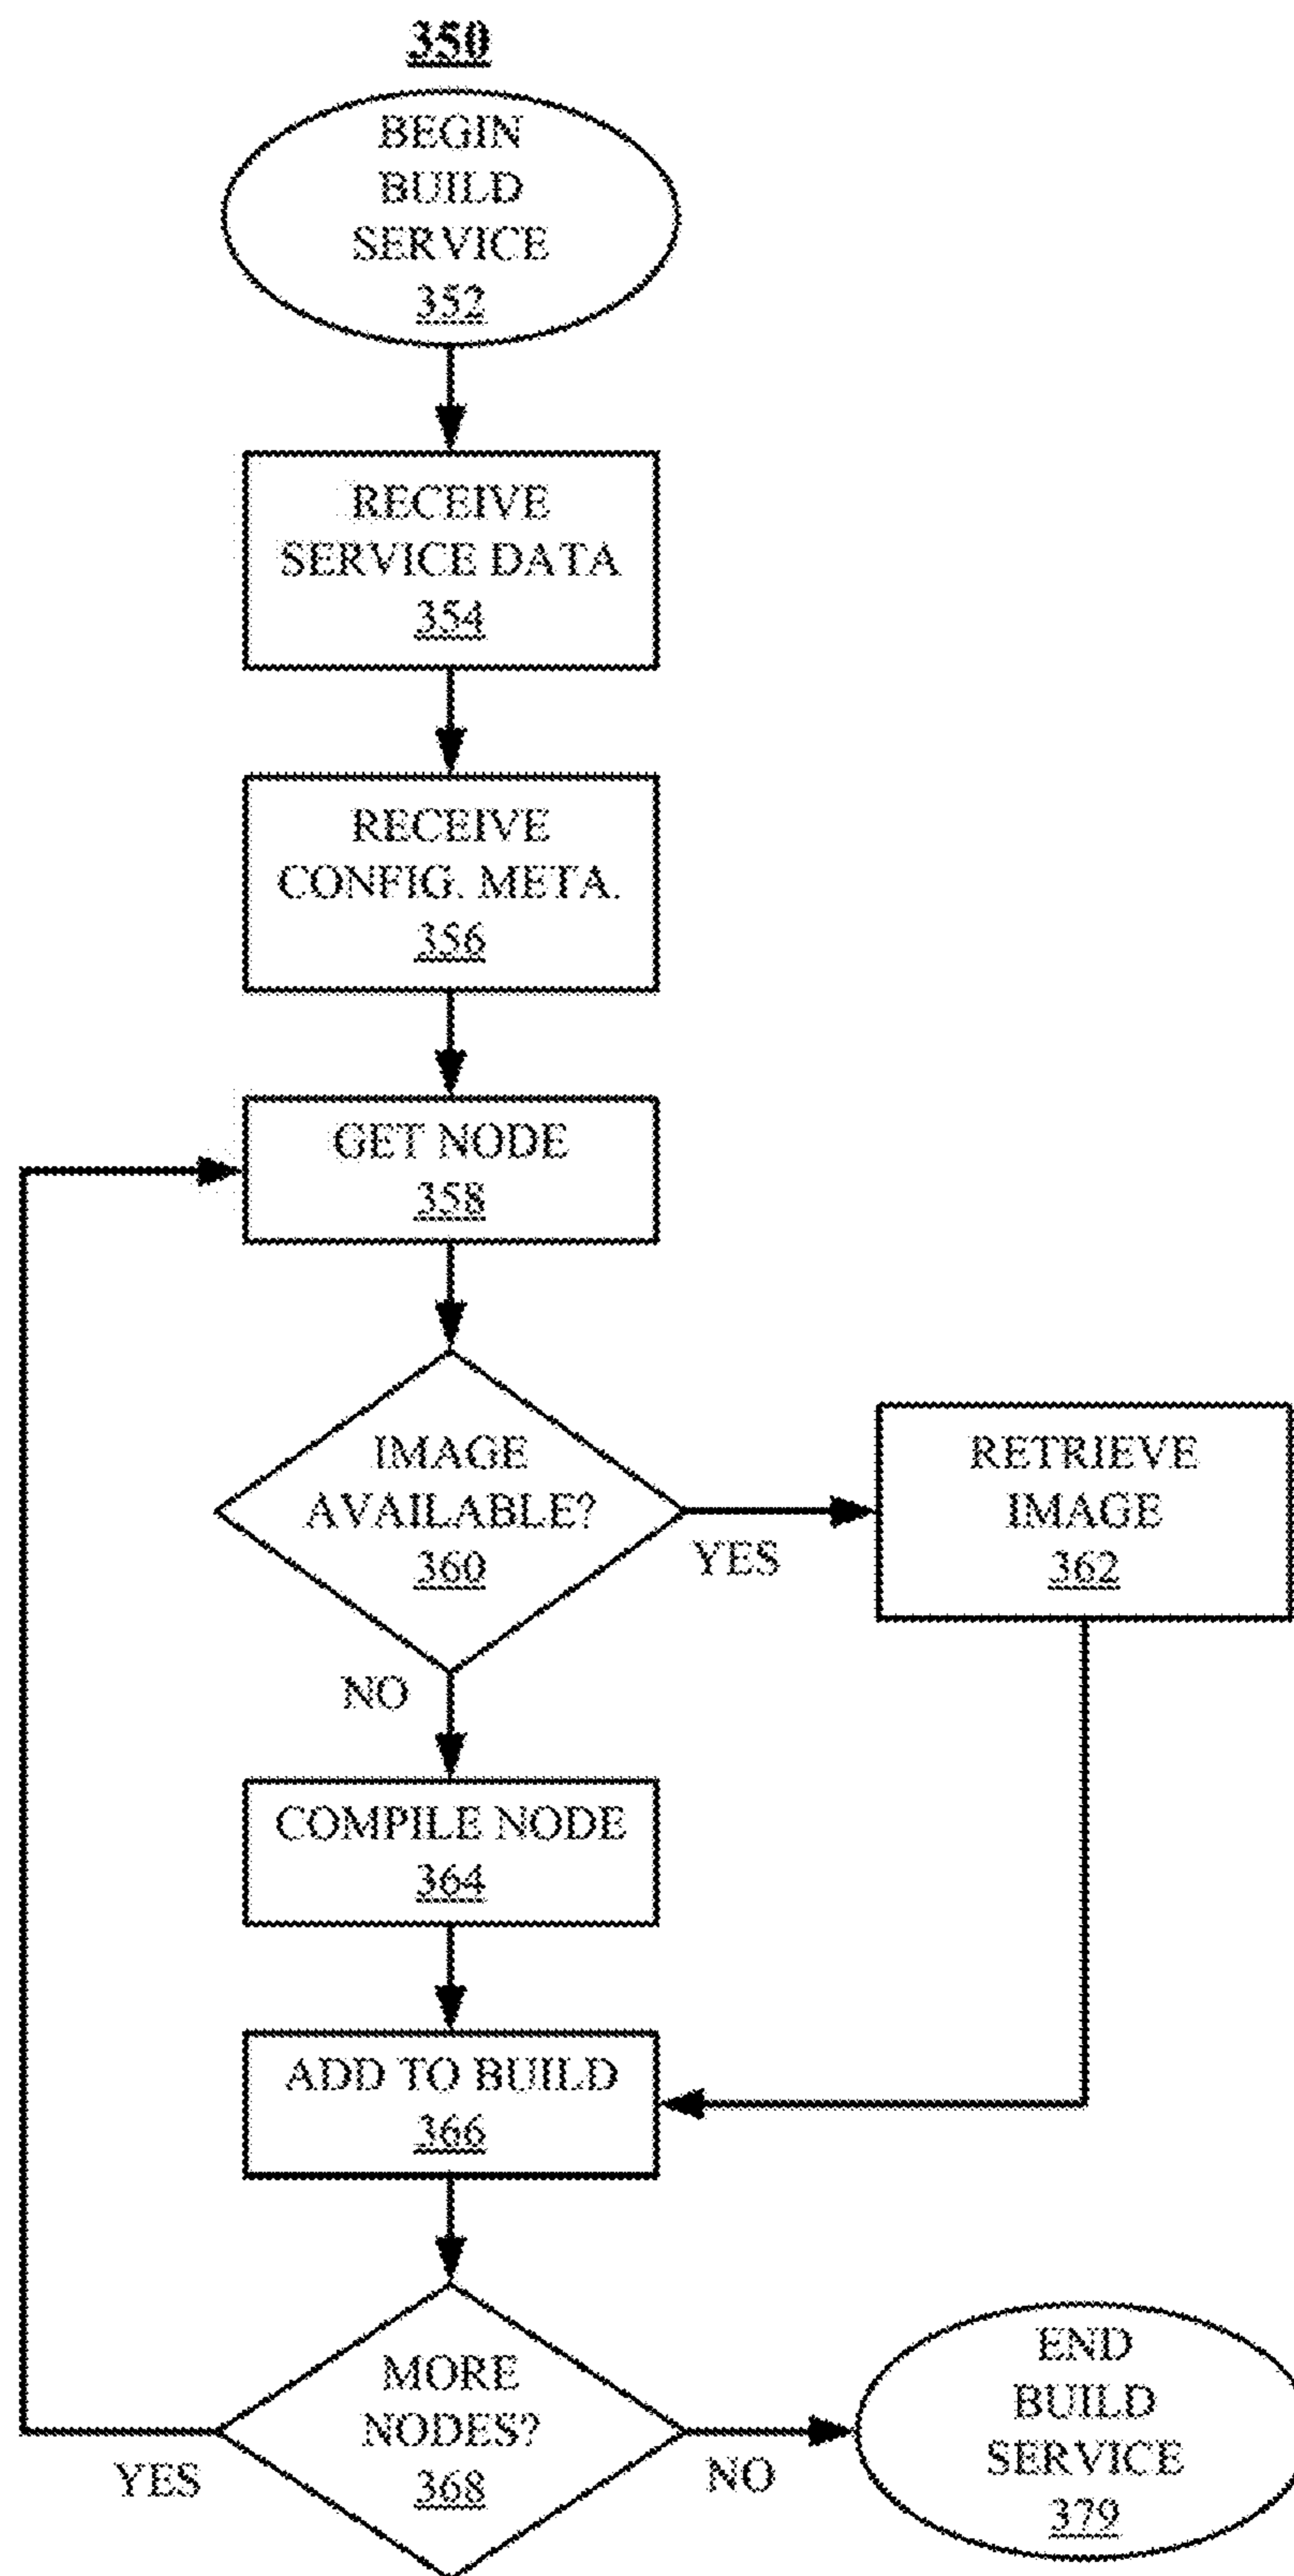 350
BEGIN
BUILD
SERVICE
352
RECEIVE
SERVICE DATA
354
RECEIVE
CONFIG. META.
356
GET NODE
358
IMAGE
AVAILABLE?
360
YES
RETRIEVE
IMAGE
362
NO
COMPILE NODE
364
ADD TO BUILD
366
MORE
NODES?
368
YES
NO
END
BUILD
SERVICE
379